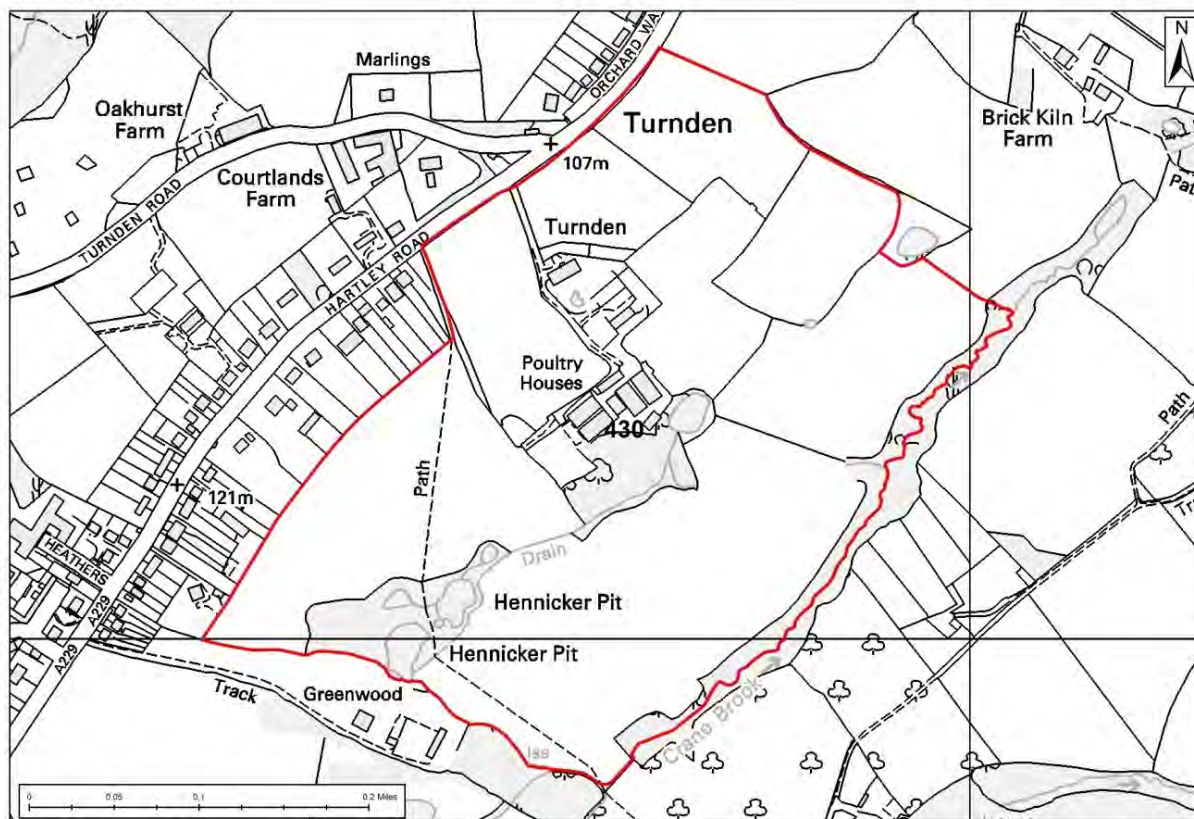 Marlings
ORCHARD WA
N
Oakhurst
Farm
Turnden
Brick Kiln
Farm
107m
Courtlands
Farm
Path
TURNDEN ROAD
HARTLEY ROAD
Turnden
Poultry
Houses
430
Path
Path
121m
HEATHERS
Drain
Hennicker Pit
Hennicker Pit
A229
A229
Track
Greenwood
Iss
Crane Brook
0
0.05
0.1
0.2 Miles